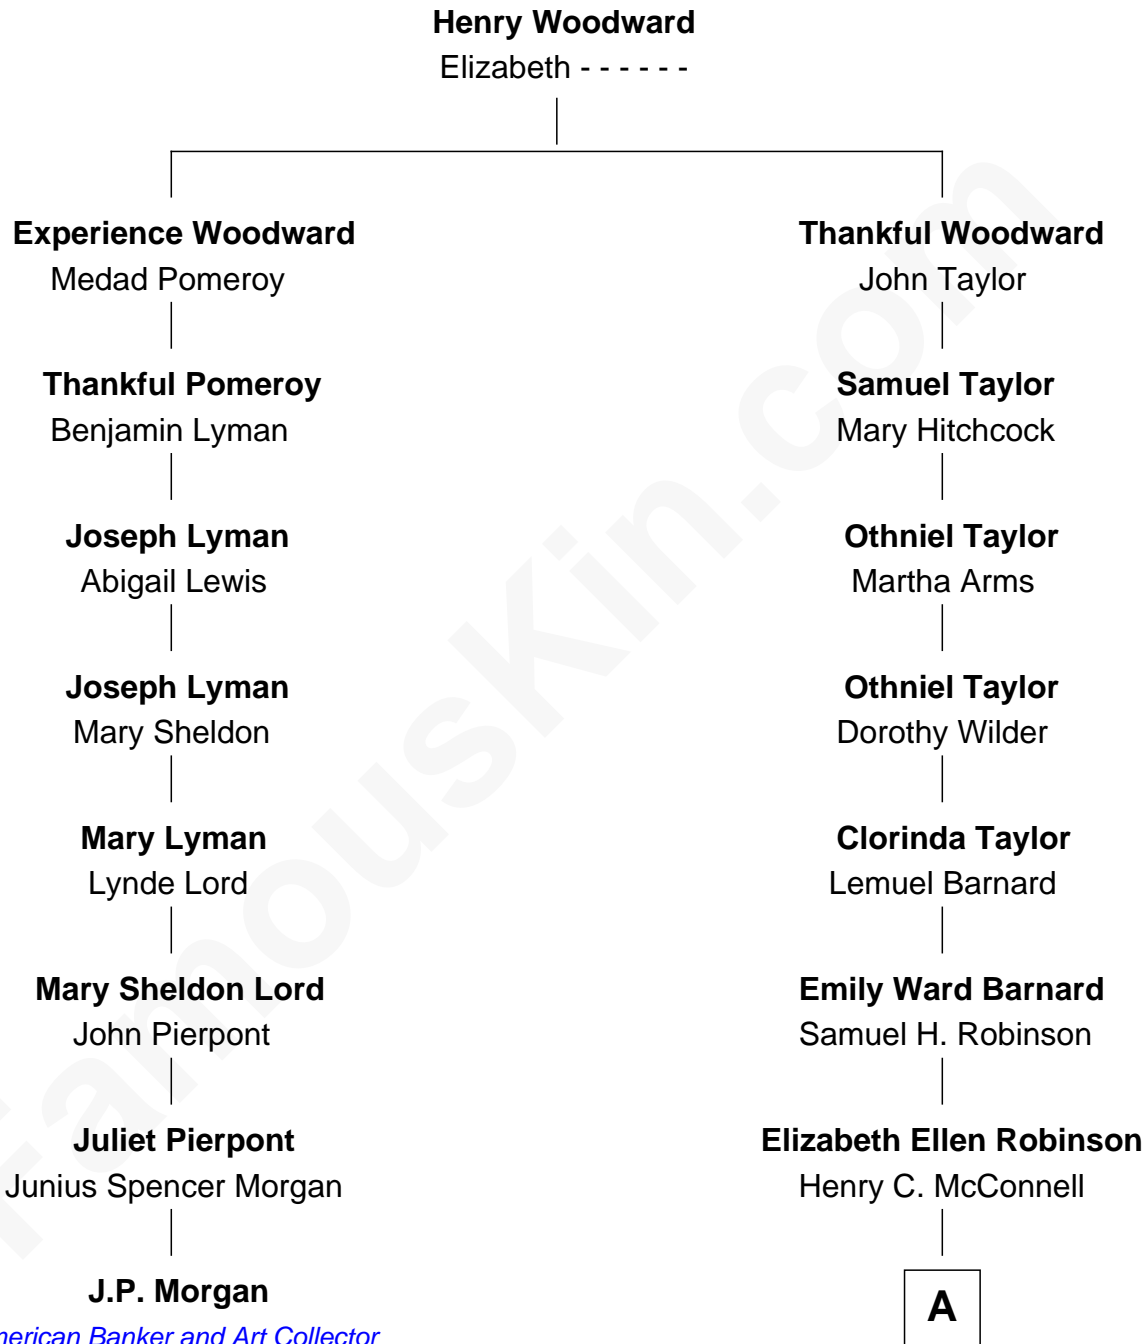 Henry Woodward
Elizabeth - - - - - -
Experience Woodward
Medad Pomeroy
Thankful Woodward
John Taylor
Thankful Pomeroy
Benjamin Lyman
Samuel Taylor
Mary Hitchcock
Joseph Lyman
Abigail Lewis
Othniel Taylor
Martha Arms
Joseph Lyman
Mary Sheldon
Othniel Taylor
Dorothy Wilder
Mary Lyman
Lynde Lord
Clorinda Taylor
Lemuel Barnard
Mary Sheldon Lord
John Pierpont
Emily Ward Barnard
Samuel H. Robinson
Juliet Pierpont
Junius Spencer Morgan
Elizabeth Ellen Robinson
Henry C. McConnell
J.P. Morgan
A
merican Banker and Art Collector
FamousKin.com